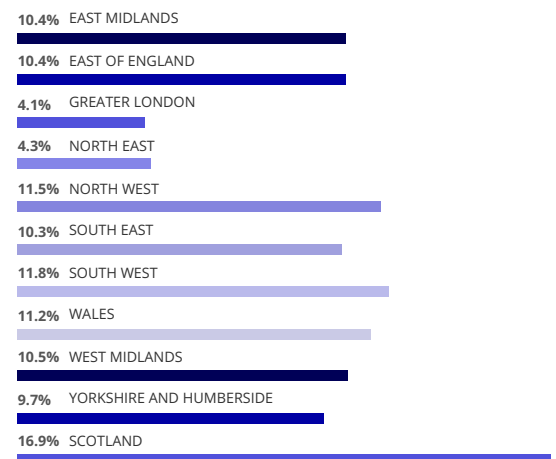 10.4% EAST MIDLANDS
10.4% EAST OF ENGLAND
4.1% GREATER LONDON
4.3% NORTH EAST
11.5% NORTH WEST
10.3% SOUTH EAST
11.8% SOUTH WEST
11.2% WALES
10.5% WEST MIDLANDS
9.7% YORKSHIRE AND HUMBERSIDE
16.9% SCOTLAND